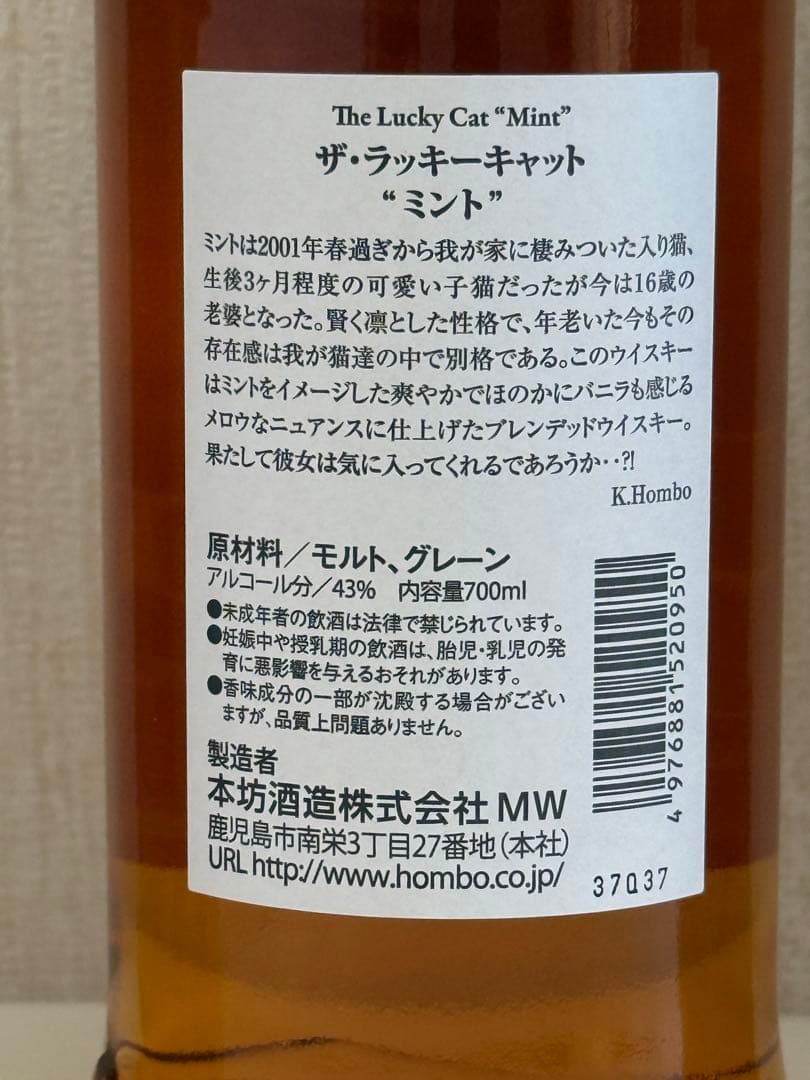 The Lucky Cat “Mint”
ザ・ラッキーキャット
“ミント”
ミントは2001年春過ぎから我が家に棲みついた入り猫、
生後3ヶ月程度の可愛い子猫だったが今は16歳の
老婆となった。賢く凛とした性格で、年老いた今もその
存在感は我が猫達の中で別格である。このウイスキー
はミントをイメージした爽やかでほのかにバニラも感じる
メロウなニュアンスに仕上げたブレンデッドウイスキー。
果たして彼女は気に入ってくれるであろうか‥?!
K.Hombo
原材料／モルト、グレーン
アルコール分／43% 内容量700ml
●未成年者の飲酒は法律で禁じられています。
●妊娠中や授乳期の飲酒は、胎児・乳児の発
育に悪影響を与えるおそれがあります。
●香味成分の一部が沈殿する場合がござい
ますが、品質上問題ありません。
製造者
本坊酒造株式会社 MW
鹿児島市南栄3丁目27番地（本社）
URL http://www.hombo.co.jp/
4976881520950
37Q37